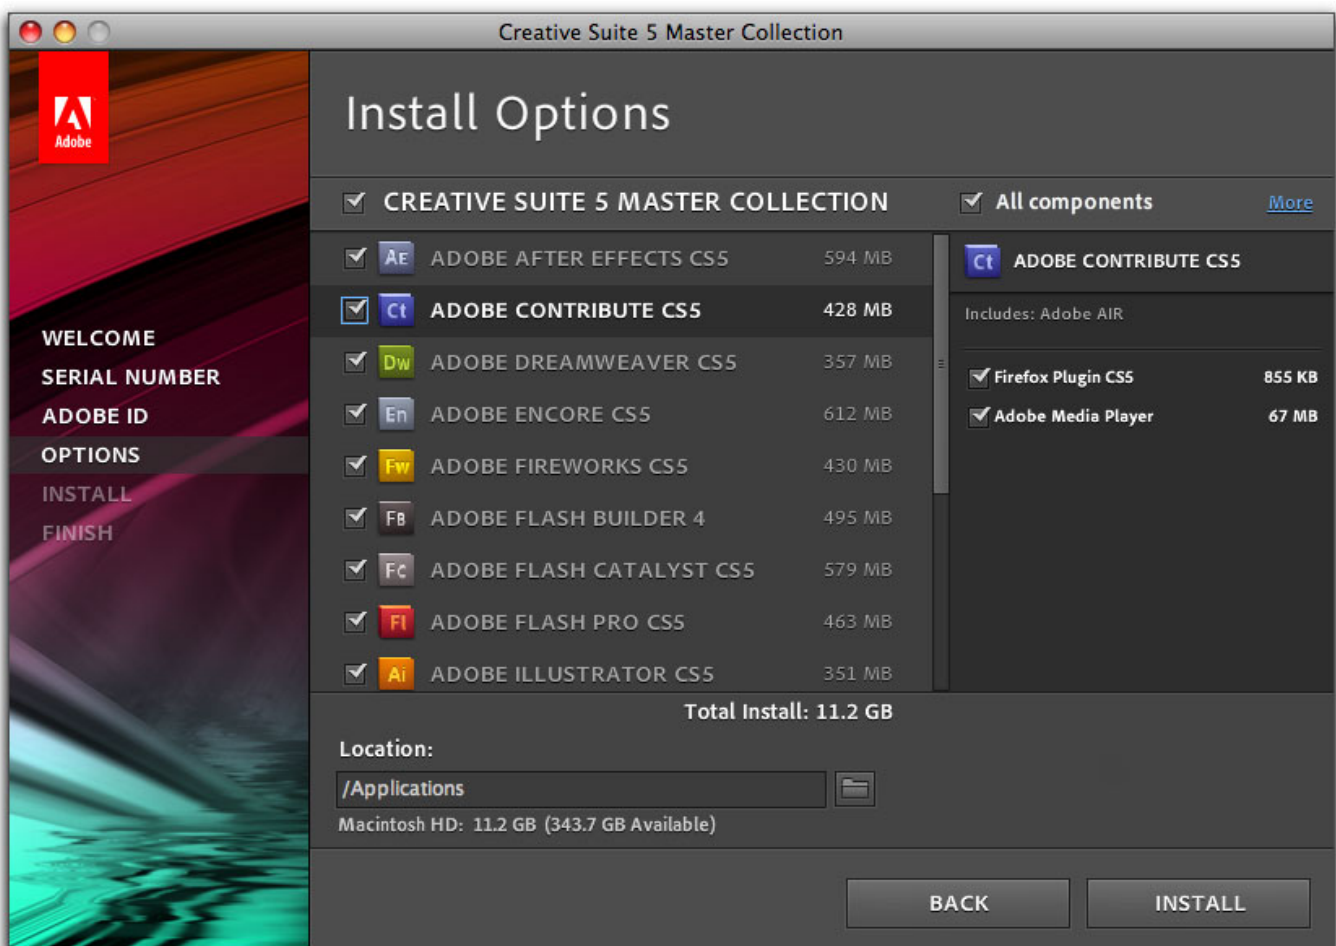 Creative Suite 5 Master Collection
Adobe
Install Options
CREATIVE SUITE 5 MASTER COLLECTION
All components More
WELCOME
SERIAL NUMBER
ADOBE ID
OPTIONS
INSTALL
FINISH
AE ADOBE AFTER EFFECTS CS5 594 MB
Ct ADOBE CONTRIBUTE CS5 428 MB
Dw ADOBE DREAMWEAVER CS5 357 MB
En ADOBE ENCORE CS5 612 MB
Fw ADOBE FIREWORKS CS5 430 MB
FB ADOBE FLASH BUILDER 4 495 MB
Fc ADOBE FLASH CATALYST CS5 579 MB
Fl ADOBE FLASH PRO CS5 463 MB
Ai ADOBE ILLUSTRATOR CS5 351 MB
Ct ADOBE CONTRIBUTE CS5
Includes: Adobe AIR
Firefox Plugin CS5 855 KB
Adobe Media Player 67 MB
Total Install: 11.2 GB
Location:
/Applications
Macintosh HD: 11.2 GB (343.7 GB Available)
BACK
INSTALL